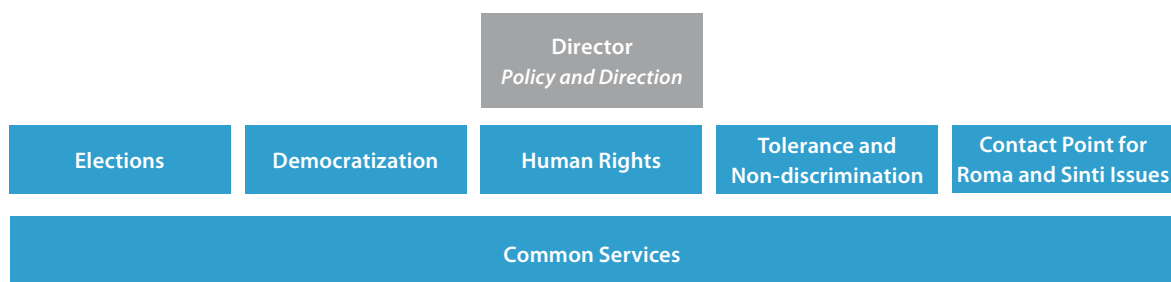 Director
Policy and Direction
Elections
Democratization
Human Rights
Tolerance and
Non-discrimination
Contact Point for
Roma and Sinti Issues
Common Services